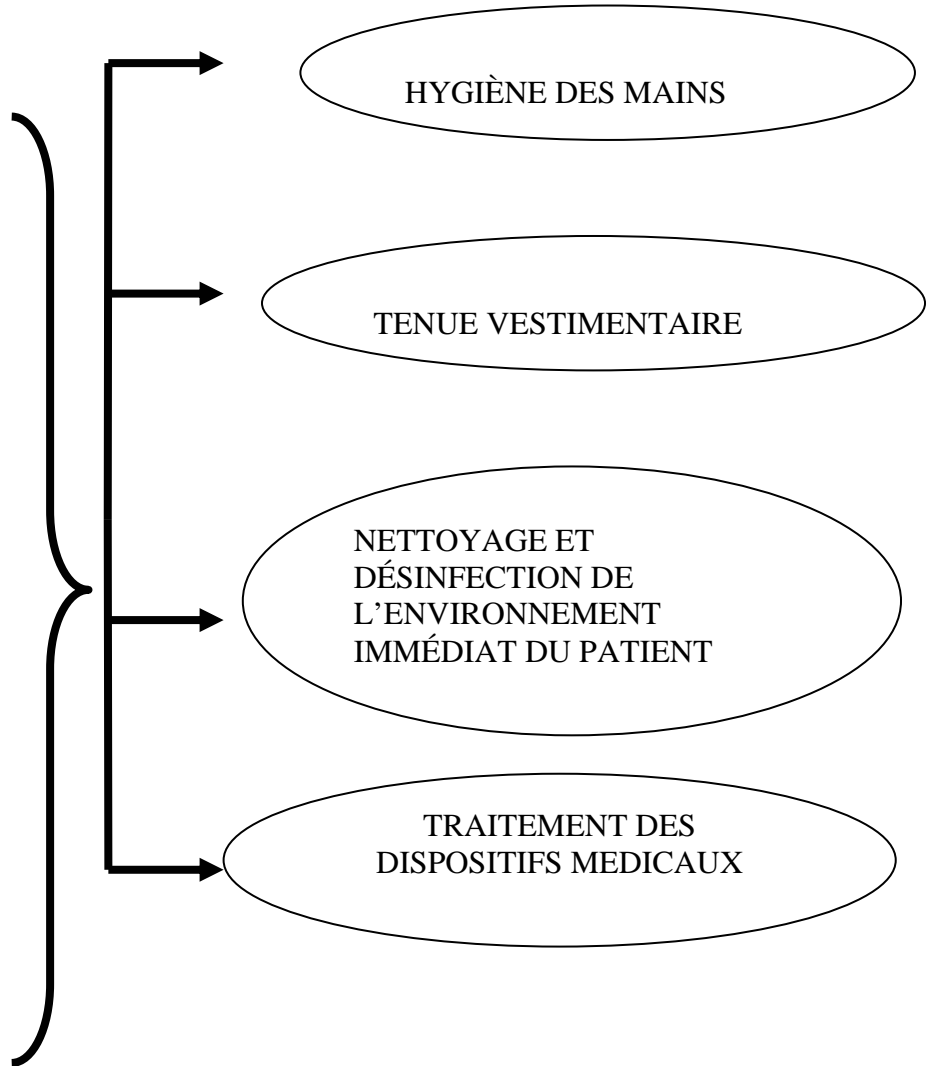 HYGIÈNE DES MAINS
TENUE VESTIMENTAIRE
NETTOYAGE ET
DÉSINFECTION DE
L’ENVIRONNEMENT
IMMÉDIAT DU PATIENT
TRAITEMENT DES
DISPOSITIFS MEDICAUX